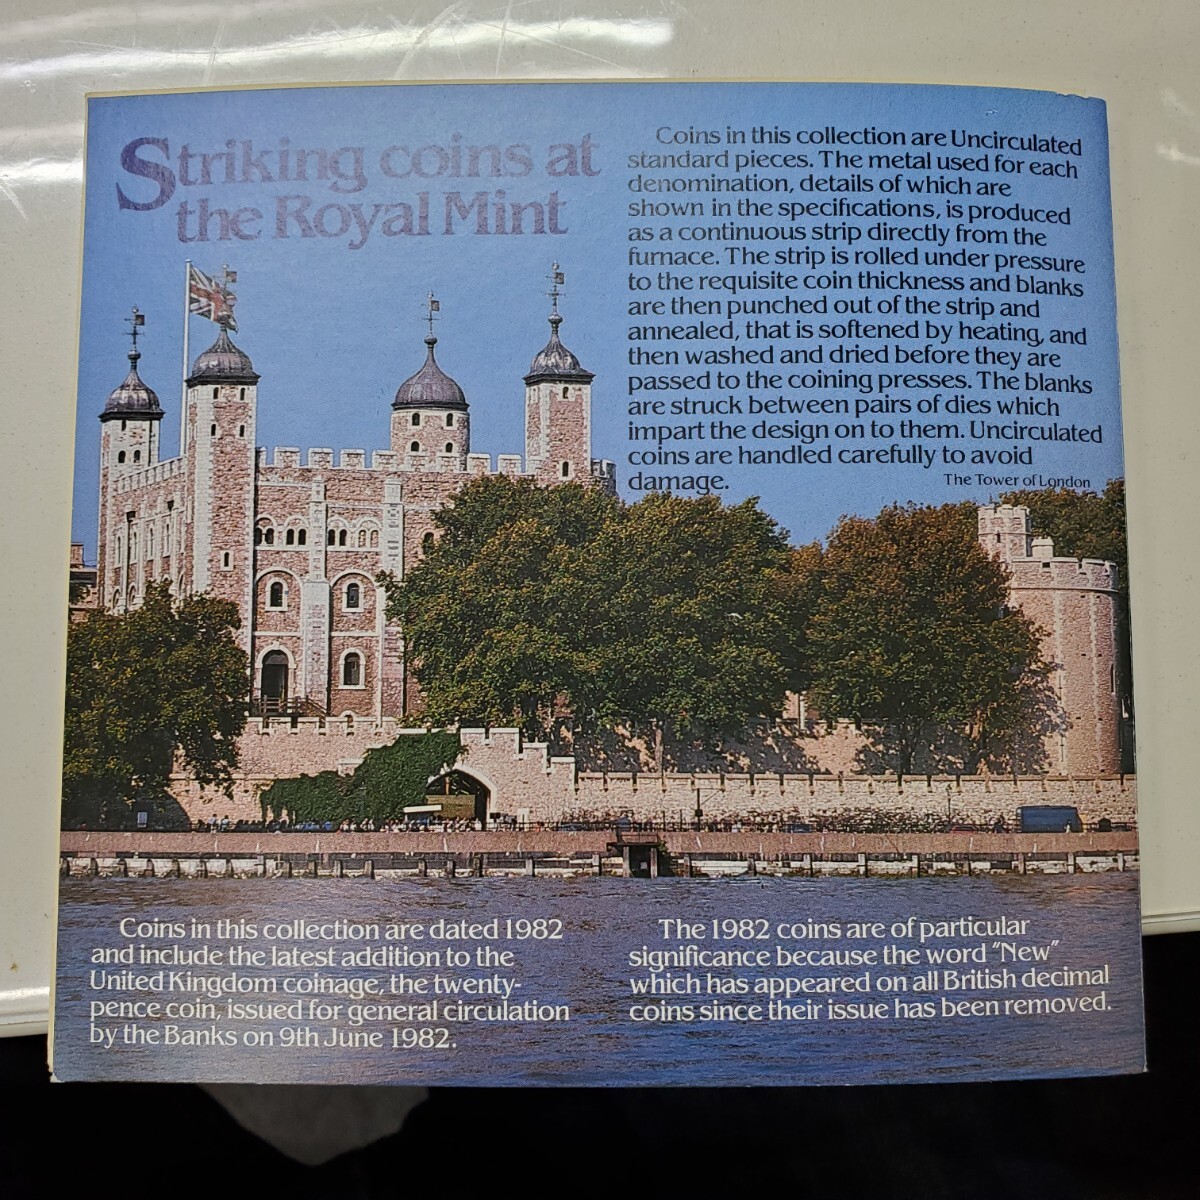 Striking coins at
the Royal Mint
Coins in this collection are Uncirculated
standard pieces. The metal used for each
denomination, details of which are
shown in the specifications, is produced
as a continuous strip directly from the
furnace. The strip is rolled under pressure
to the requisite coin thickness and blanks
are then punched out of the strip and
annealed, that is softened by heating, and
then washed and dried before they are
passed to the coining presses. The blanks
are struck between pairs of dies which
impart the design on to them. Uncirculated
coins are handled carefully to avoid
damage.
The Tower of London
Coins in this collection are dated 1982
and include the latest addition to the
United Kingdom coinage, the twenty-
pence coin, issued for general circulation
by the Banks on 9th June 1982.
The 1982 coins are of particular
significance because the word "New"
which has appeared on all British decimal
coins since their issue has been removed.